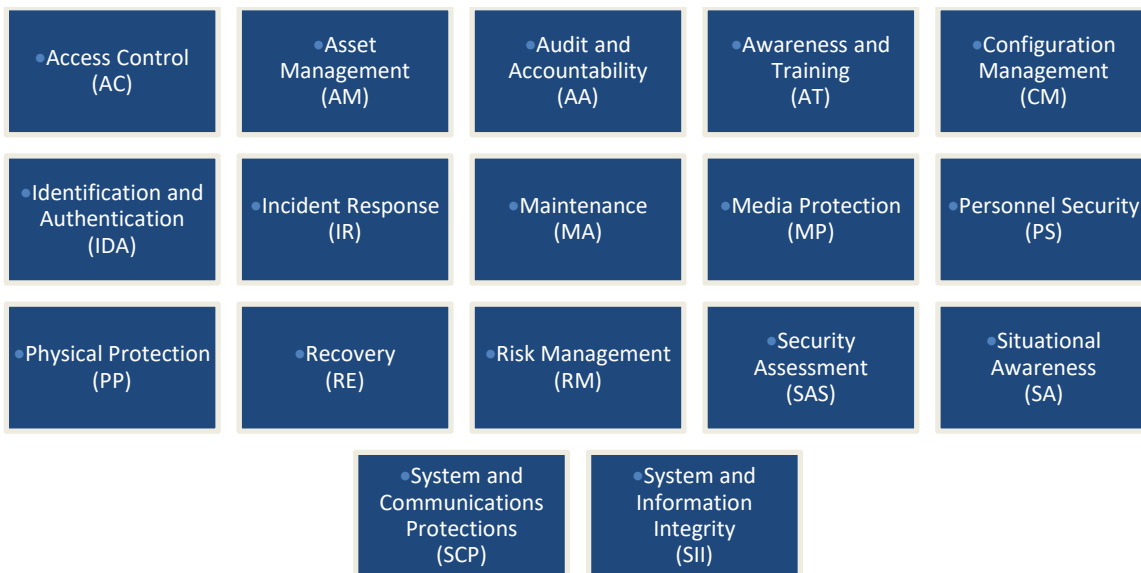 •Access Control
(AC)
•Asset
Management
(AM)
•Audit and
Accountability
(AA)
•Awareness and
Training
(AT)
•Configuration
Management
(CM)
•Identification and
Authentication
(IDA)
•Incident Response
(IR)
•Maintenance
(MA)
•Media Protection
(MP)
•Personnel Security
(PS)
•Physical Protection
(PP)
•Recovery
(RE)
•Risk Management
(RM)
•Security
Assessment
(SAS)
•Situational
Awareness
(SA)
•System and
Communications
Protections
(SCP)
•System and
Information
Integrity
(SII)